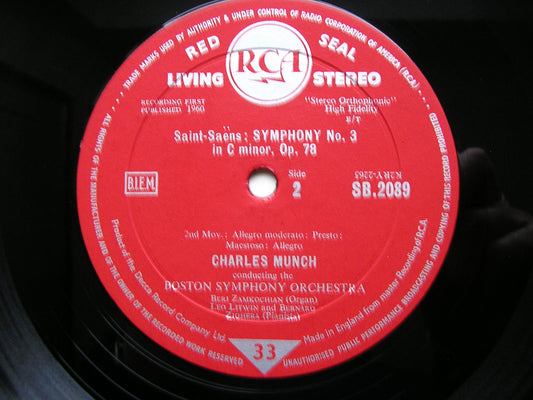 TRADE MARKS USED BY AUTHORITY & UNDER CONTROL OF RADIO CORPORATION OF AMERICA (R.C.A.)
RED SEAL
RCA
LIVING STEREO
RECORDING FIRST
PUBLISHED 1960
"Stereo Orthophonic"
High Fidelity
E/T
Saint-Saëns: SYMPHONY No. 3
in C minor, Op. 78
B.I.E.M.
Side
2
K2RY-2265
SB.2089
2nd Mov.: Allegro moderato: Presto:
Maestoso: Allegro
CHARLES MUNCH
conducting the
BOSTON SYMPHONY ORCHESTRA
BERJ ZAMKOCHIAN (Organ)
LEO LITWIN and BERNARD
ZIGHERA (Pianists)
33
Product of the Decca Record Company Ltd.
Made in England from master Recording of R.C.A.
ALL RIGHTS OF THE MANUFACTURER AND OF THE OWNER OF THE RECORDED WORK RESERVED
UNAUTHORISED PUBLIC PERFORMANCE BROADCASTING AND COPYING OF THIS RECORD PROHIBITED